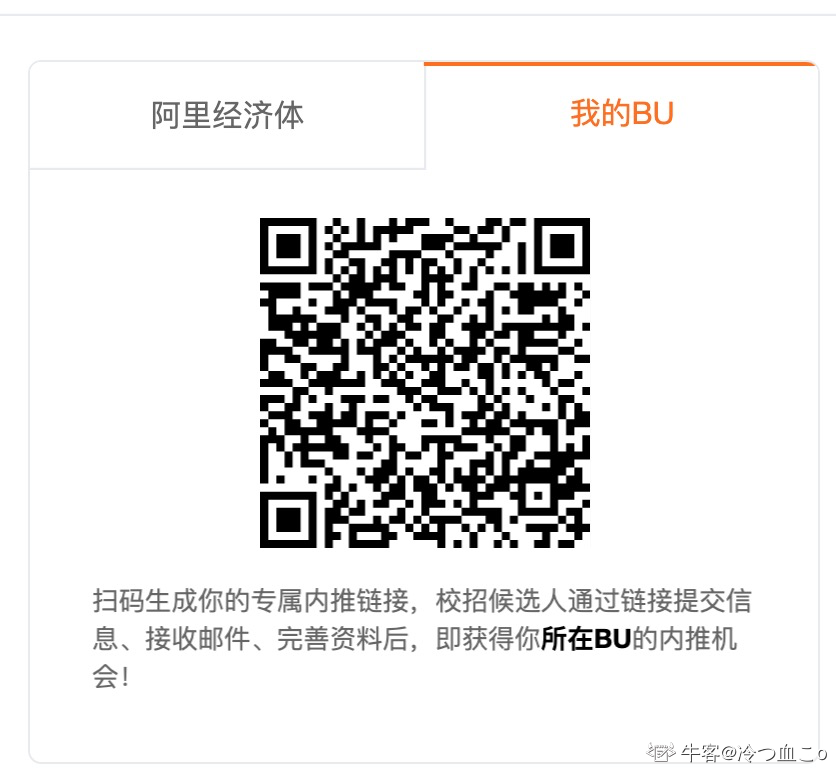 阿里经济体
我的BU
扫码生成你的专属内推链接，校招候选人通过链接提交信
息、接收邮件、完善资料后，即获得你所在BU的内推机
会！
牛客@冷つ血こo